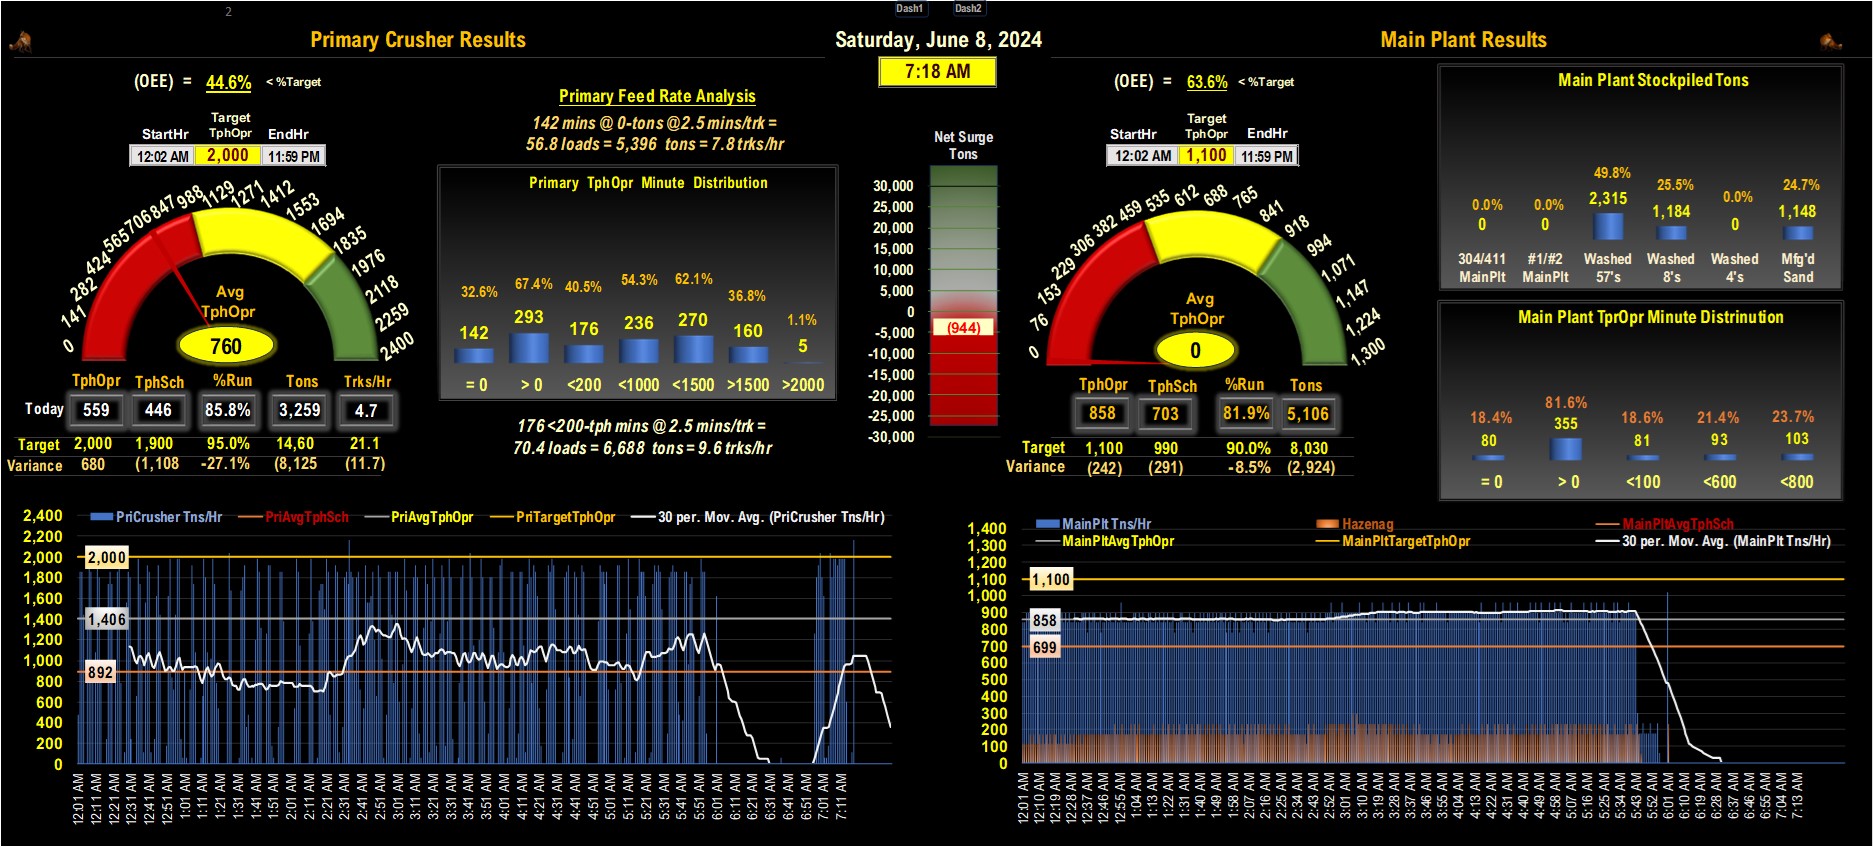 2
Dash1 Dash2
Primary Crusher Results
Saturday, June 8, 2024
Main Plant Results
7:18 AM
(OEE) = 44.6% < %Target
Target
StartHr TphOpr EndHr
12:02 AM 2,000 11:59 PM
0 141 282 424 565 706 847 988 1129 1271 1412 1553 1694 1835 1976 2118 2259 2400
Avg
TphOpr
760
TphOpr TphSch %Run Tons Trks/Hr
Today 559 446 85.8% 3,259 4.7
Target 2,000 1,900 95.0% 14,60 21.1
Variance 680 (1,108 -27.1% (8,125 (11.7)
Primary Feed Rate Analysis
142 mins @ 0-tons @2.5 mins/trk =
56.8 loads = 5,396 tons = 7.8 trks/hr
Primary TphOpr Minute Distribution
32.6% 67.4% 40.5% 54.3% 62.1% 36.8% 1.1%
142 293 176 236 270 160 5
= 0 > 0 <200 <1000 <1500 >1500 >2000
176 <200-tph mins @ 2.5 mins/trk =
70.4 loads = 6,688 tons = 9.6 trks/hr
Net Surge
Tons
30,000
25,000
20,000
15,000
10,000
5,000
0
-5,000
-10,000
-15,000
-20,000
-25,000
-30,000
(944)
(OEE) = 63.6% < %Target
Target
StartHr TphOpr EndHr
12:02 AM 1,100 11:59 PM
0 76 153 229 306 382 459 535 612 688 765 841 918 994 1,071 1,147 1,224 1,300
Avg
TphOpr
0
TphOpr TphSch %Run Tons
858 703 81.9% 5,106
Target 1,100 990 90.0% 8,030
Variance (242) (291) -8.5% (2,924)
Main Plant Stockpiled Tons
0.0% 0.0% 49.8% 25.5% 0.0% 24.7%
0 0 2,315 1,184 0 1,148
304/411 #1/#2 Washed Washed Washed Mfg'd
MainPlt MainPlt 57's 8's 4's Sand
Main Plant TprOpr Minute Distrinution
18.4% 81.6% 18.6% 21.4% 23.7%
80 355 81 93 103
= 0 > 0 <100 <600 <800
PriCrusher Tns/Hr PriAvgTphSch PriAvgTphOpr PriTargetTphOpr 30 per. Mov. Avg. (PriCrusher Tns/Hr)
2,400
2,200
2,000
1,800
1,600
1,400
1,200
1,000
800
600
400
200
0
2,000
1,406
892
12:01 AM 12:11 AM 12:21 AM 12:31 AM 12:41 AM 12:51 AM 1:01 AM 1:11 AM 1:21 AM 1:31 AM 1:41 AM 1:51 AM 2:01 AM 2:11 AM 2:21 AM 2:31 AM 2:41 AM 2:51 AM 3:01 AM 3:11 AM 3:21 AM 3:31 AM 3:41 AM 3:51 AM 4:01 AM 4:11 AM 4:21 AM 4:31 AM 4:41 AM 4:51 AM 5:01 AM 5:11 AM 5:21 AM 5:31 AM 5:41 AM 5:51 AM 6:01 AM 6:11 AM 6:21 AM 6:31 AM 6:41 AM 6:51 AM 7:01 AM 7:11 AM
MainPlt Tns/Hr Hazenag MainPltAvgTphSch
MainPltAvgTphOpr MainPltTargetTphOpr 30 per. Mov. Avg. (MainPlt Tns/Hr)
1,400
1,300
1,200
1,100
1,000
900
800
700
600
500
400
300
200
100
0
1,100
858
699
12:01 AM 12:10 AM 12:19 AM 12:28 AM 12:37 AM 12:46 AM 12:55 AM 1:04 AM 1:13 AM 1:22 AM 1:31 AM 1:40 AM 1:49 AM 1:58 AM 2:07 AM 2:16 AM 2:25 AM 2:34 AM 2:43 AM 2:52 AM 3:01 AM 3:10 AM 3:19 AM 3:28 AM 3:37 AM 3:46 AM 3:55 AM 4:04 AM 4:13 AM 4:22 AM 4:31 AM 4:40 AM 4:49 AM 4:58 AM 5:07 AM 5:16 AM 5:25 AM 5:34 AM 5:43 AM 5:52 AM 6:01 AM 6:10 AM 6:19 AM 6:28 AM 6:37 AM 6:46 AM 6:55 AM 7:04 AM 7:13 AM